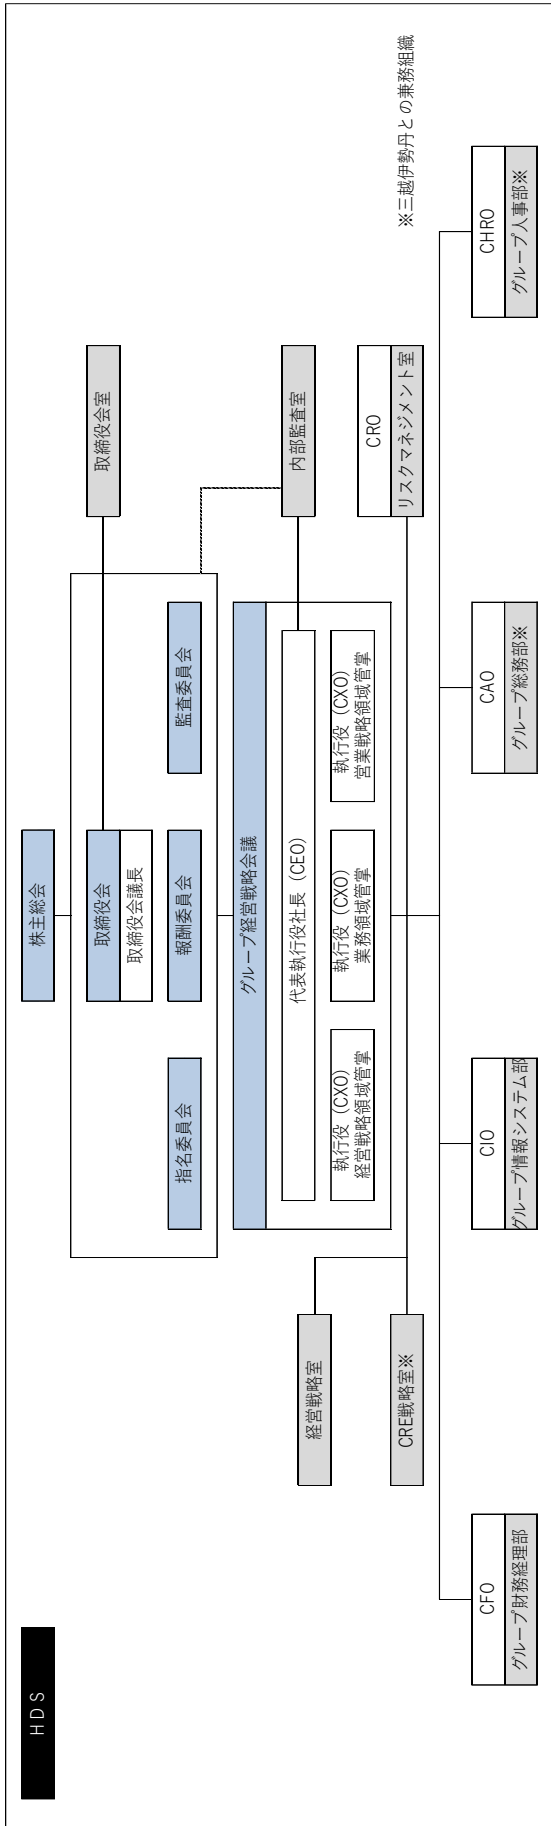 HDS
株主総会
取締役会
取締役会議長
取締役会室
指名委員会
報酬委員会
監査委員会
グループ経営戦略会議
代表執行役社長（CEO）
内部監査室
執行役（CXO）
経営戦略領域管掌
執行役（CXO）
業務領域管掌
執行役（CXO）
営業戦略領域管掌
経営戦略室
CRE戦略室※
CRO
リスクマネジメント室
※三越伊勢丹との兼務組織
CFO
グループ財務経理部
CIO
グループ情報システム部
CAO
グループ総務部※
CHRO
グループ人事部※